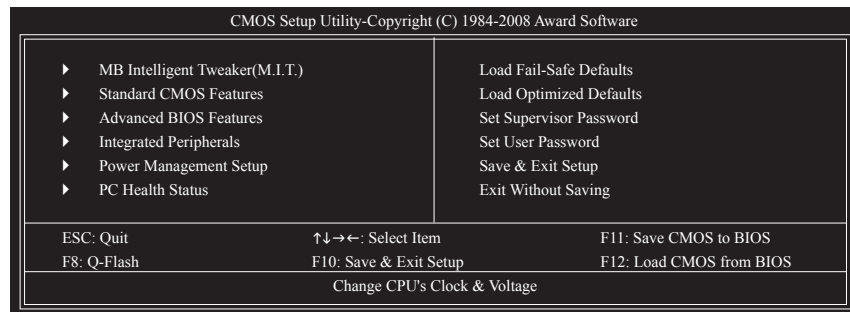 CMOS Setup Utility-Copyright (C) 1984-2008 Award Software
MB Intelligent Tweaker(M.I.T.)
Standard CMOS Features
Advanced BIOS Features
Integrated Peripherals
Power Management Setup
PC Health Status
Load Fail-Safe Defaults
Load Optimized Defaults
Set Supervisor Password
Set User Password
Save & Exit Setup
Exit Without Saving
ESC: Quit ↑↓→←: Select Item F11: Save CMOS to BIOS
F8: Q-Flash F10: Save & Exit Setup F12: Load CMOS from BIOS
Change CPU's Clock & Voltage